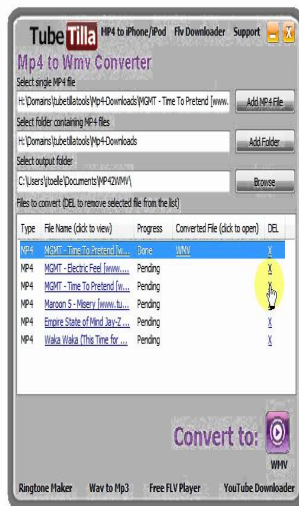 TubeTilla MP4 to iPhone/iPod Flv Downloader Support
Mp4 to Wmv Converter
Select single MP4 file
H:\Domains\tubetillatools\Mp4-Downloads\MGMT - Time To Pretend [www. Add MP4 File
Select folder containing MP4 files
H:\Domains\tubetillatools\Mp4-Downloads Add Folder
Select output folder
C:\Users\jtoelle\Documents\MP42WMV\ Browse
Files to convert (DEL to remove selected file from the list)
Type File Name (click to view) Progress Converted File (click to open) DEL
MP4 MGMT - Time To Pretend [w... Done WMV X
MP4 MGMT - Electric Feel [www.... Pending X
MP4 MGMT - Time To Pretend [w... Pending X
MP4 Maroon 5 - Misery [www.tu... Pending X
MP4 Empire State of Mind Jay-Z ... Pending X
MP4 Waka Waka (This Time for ... Pending X
Convert to:
WMV
Ringtone Maker Wav to Mp3 Free FLV Player YouTube Downloader